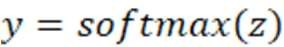 y = softmax(z)